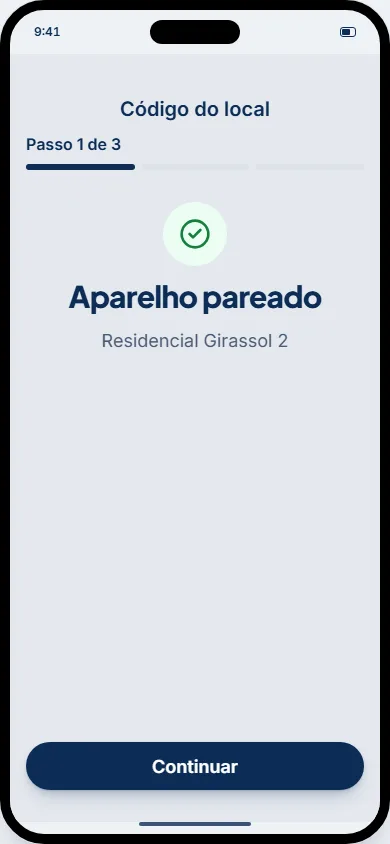 9:41
Código do local
Passo 1 de 3
Aparelho pareado
Residencial Girassol 2
Continuar